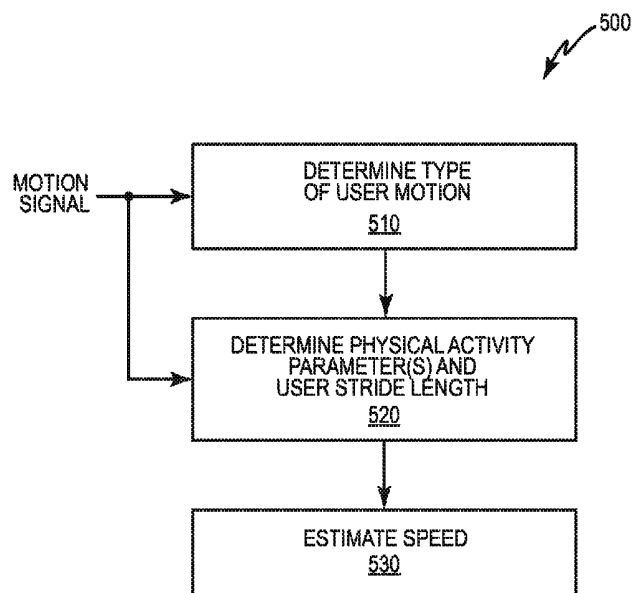 500
DETERMINE TYPE
OF USER MOTION
510
MOTION
SIGNAL
DETERMINE PHYSICAL ACTIVITY
PARAMETER(S) AND
USER STRIDE LENGTH
520
ESTIMATE SPEED
530